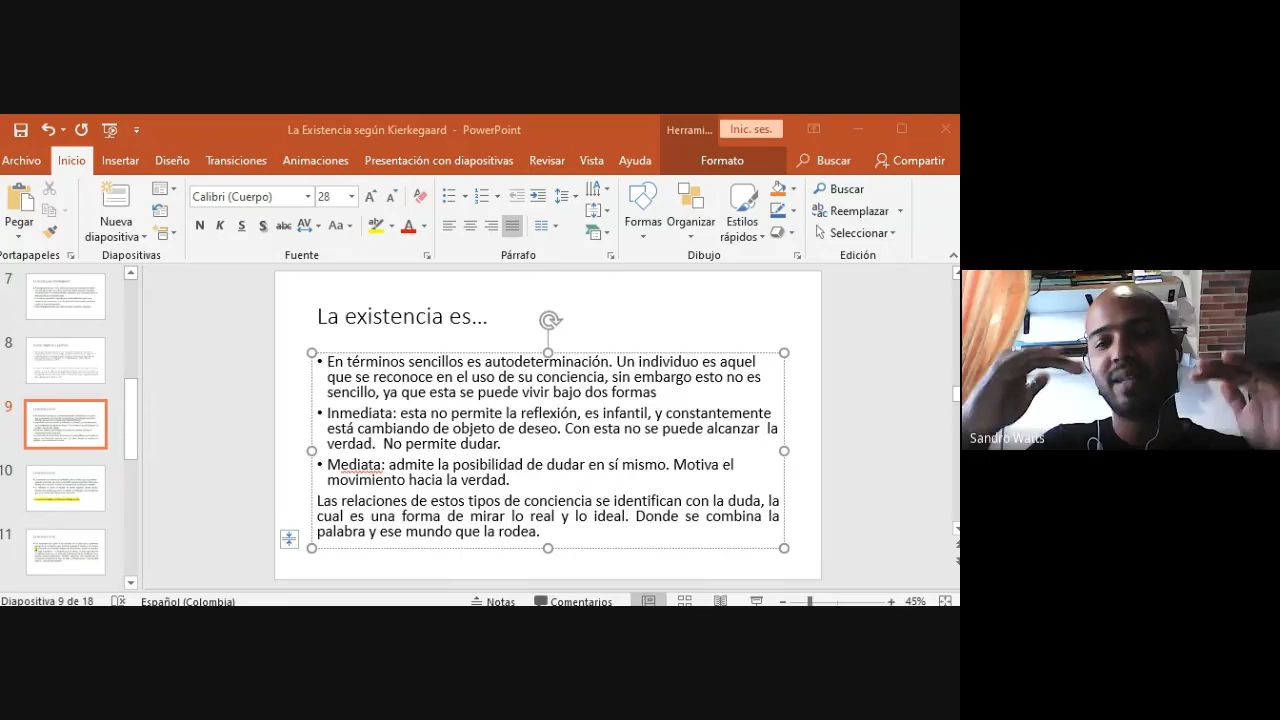 La Existencia según Kierkegaard - PowerPoint
Herrami...
Inic. ses.
Archivo
Inicio
Insertar
Diseño
Transiciones
Animaciones
Presentación con diapositivas
Revisar
Vista
Ayuda
Formato
Buscar
Compartir
Pegar
Nueva
diapositiva
Calibri (Cuerpo)
28
N K S S abc AV Aa
Formas
Organizar
Estilos
rápidos
Buscar
Reemplazar
Seleccionar
Portapapeles
Diapositivas
Fuente
Párrafo
Dibujo
Edición
7
8
9
10
11
La existencia es...
• En términos sencillos es autodeterminación. Un individuo es aquel
que se reconoce en el uso de su conciencia, sin embargo esto no es
sencillo, ya que esta se puede vivir bajo dos formas
• Inmediata: esta no permite la reflexión, es infantil, y constantemente
está cambiando de objeto de deseo. Con esta no se puede alcanzar la
verdad. No permite dudar.
• Mediata: admite la posibilidad de dudar en sí mismo. Motiva el
movimiento hacia la verdad.
Las relaciones de estos tipos de conciencia se identifican con la duda, la
cual es una forma de mirar lo real y lo ideal. Donde se combina la
palabra y ese mundo que la rodea.
Sandro Watts
Diapositiva 9 de 18
Español (Colombia)
Notas
Comentarios
45%